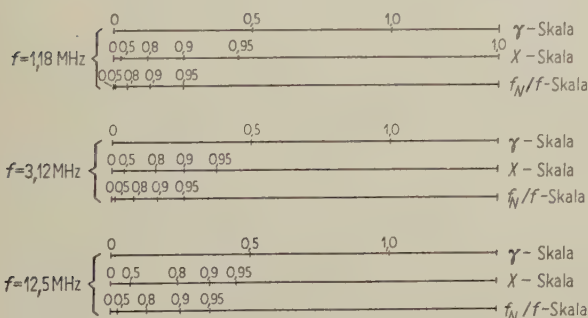 0 0,5 1,0
γ-Skala
0 0,5 0,8 0,9 0,95 1,0
f=1,18 MHz
X-Skala
0 0,5 0,8 0,9 0,95
f_N/f-Skala
0 0,5 1,0
γ-Skala
0 0,5 0,8 0,9 0,95
f=3,12 MHz
X-Skala
0 0,5 0,8 0,9 0,95
f_N/f-Skala
0 0,5 1,0
γ-Skala
0 0,5 0,8 0,9 0,95
f=12,5 MHz
X-Skala
0 0,5 0,8 0,9 0,95
f_N/f-Skala